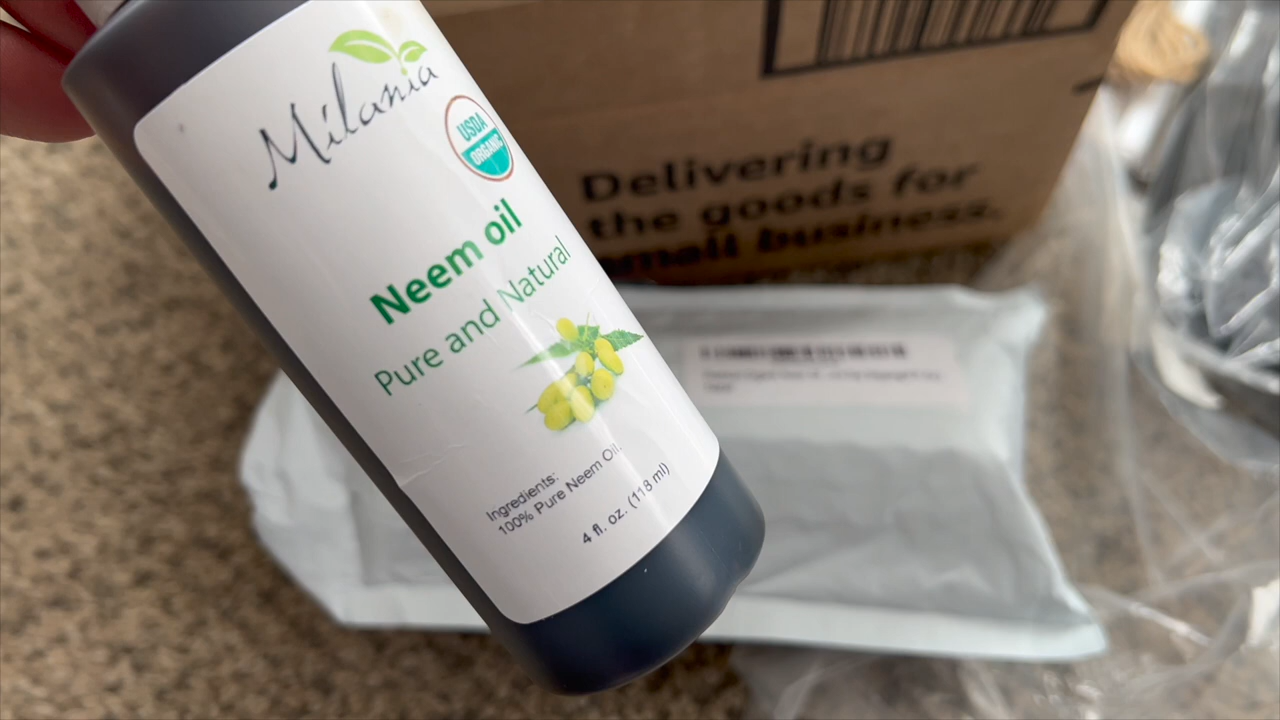 Milania
USDA
ORGANIC
Neem oil
Pure and Natural
Ingredients:
100% Pure Neem Oil.
4 fl. oz. (118 ml)
Delivering
the goods for
small business.